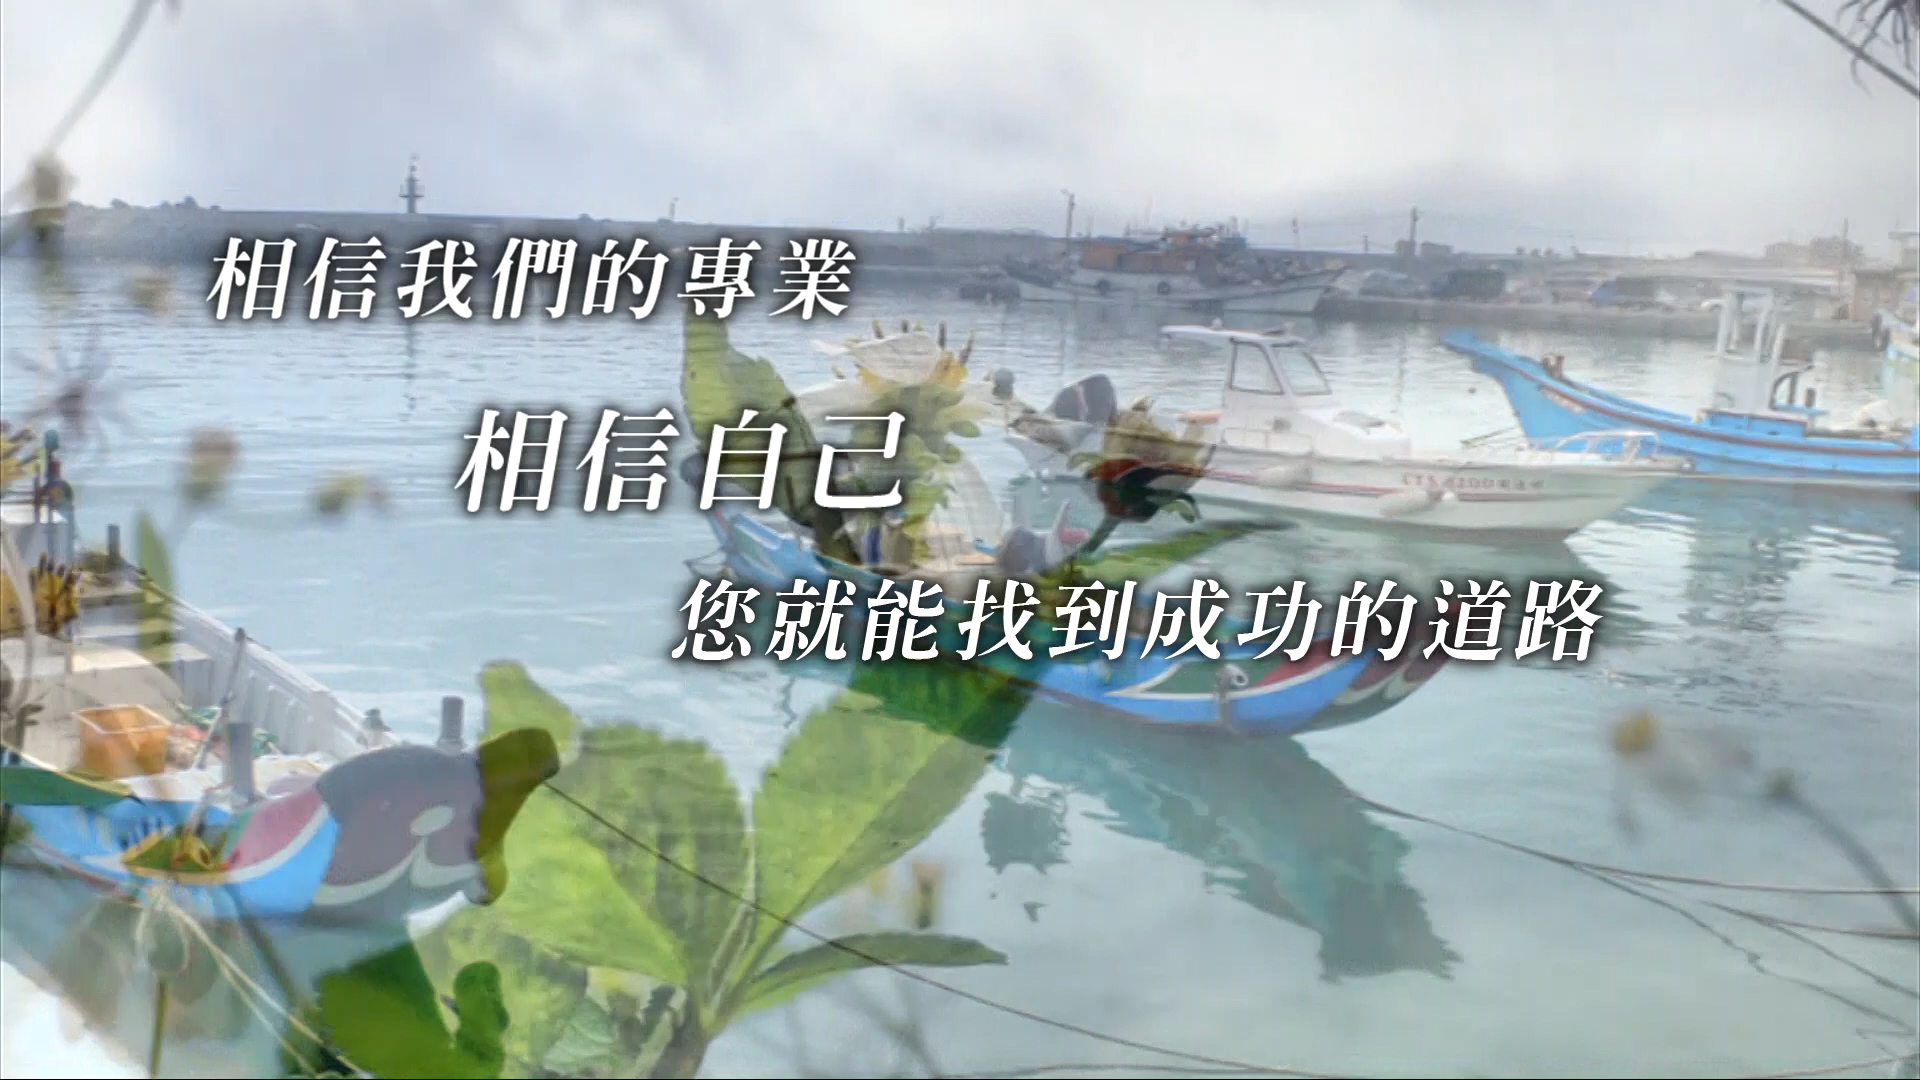 相信我們的專業
相信自己
您就能找到成功的道路